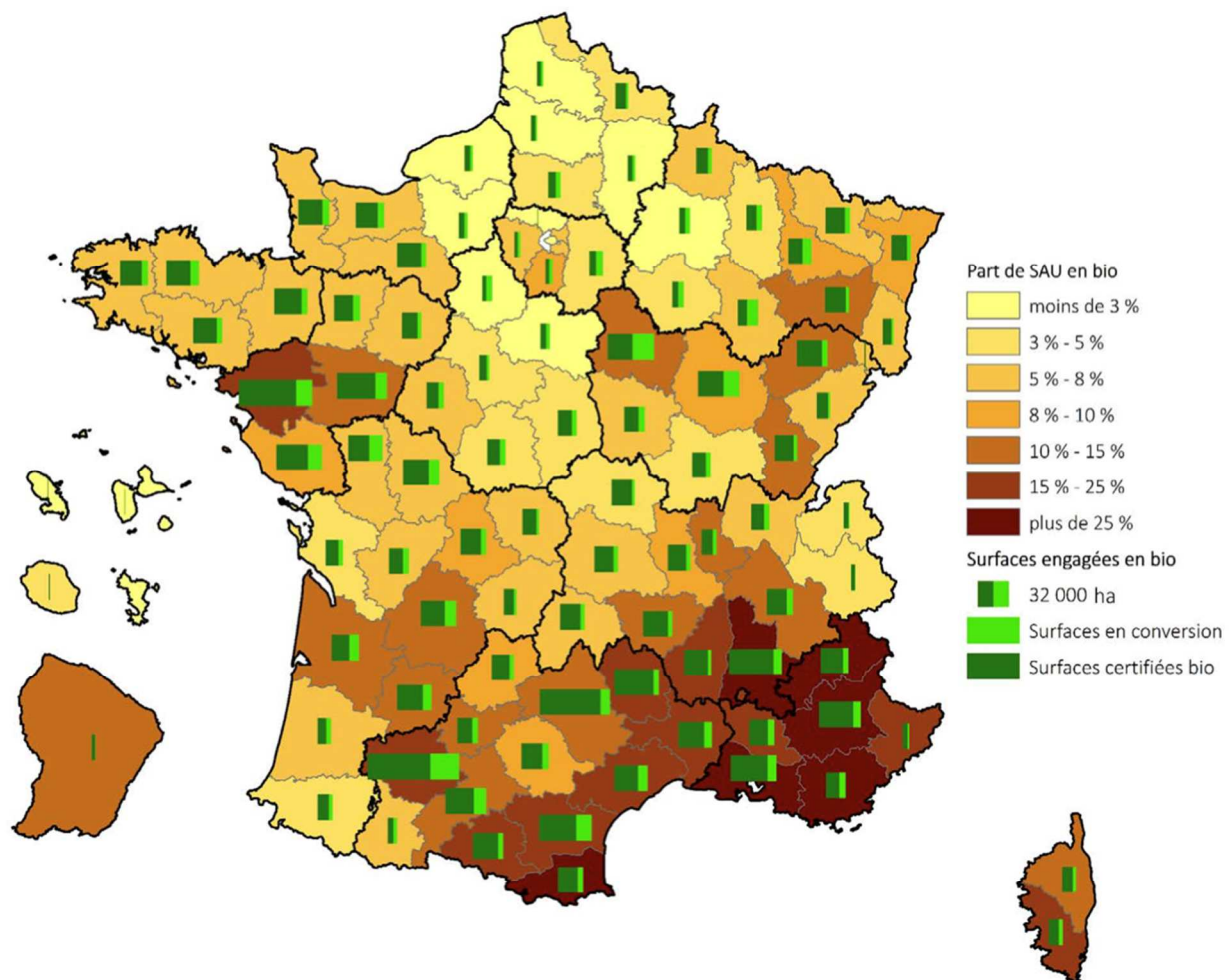 Part de SAU en bio
moins de 3 %
3 % - 5 %
5 % - 8 %
8 % - 10 %
10 % - 15 %
15 % - 25 %
plus de 25 %
Surfaces engagées en bio
32 000 ha
Surfaces en conversion
Surfaces certifiées bio